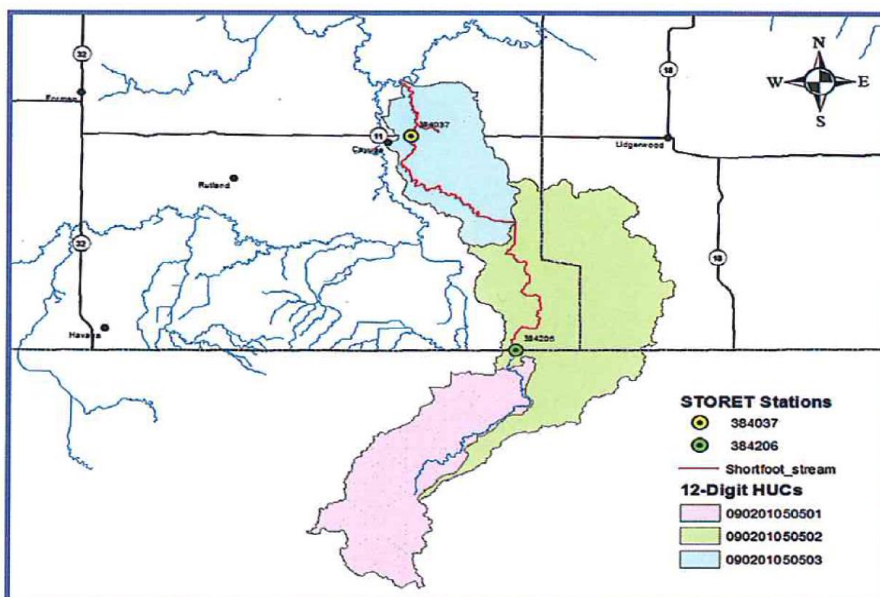 N
W E
S
32
18
Forman
384037
11
Cayuga
Lidgerwood
Rutland
32
18
Havana
384206
STORET Stations
384037
384206
Shortfoot_stream
12-Digit HUCs
090201050501
090201050502
090201050503